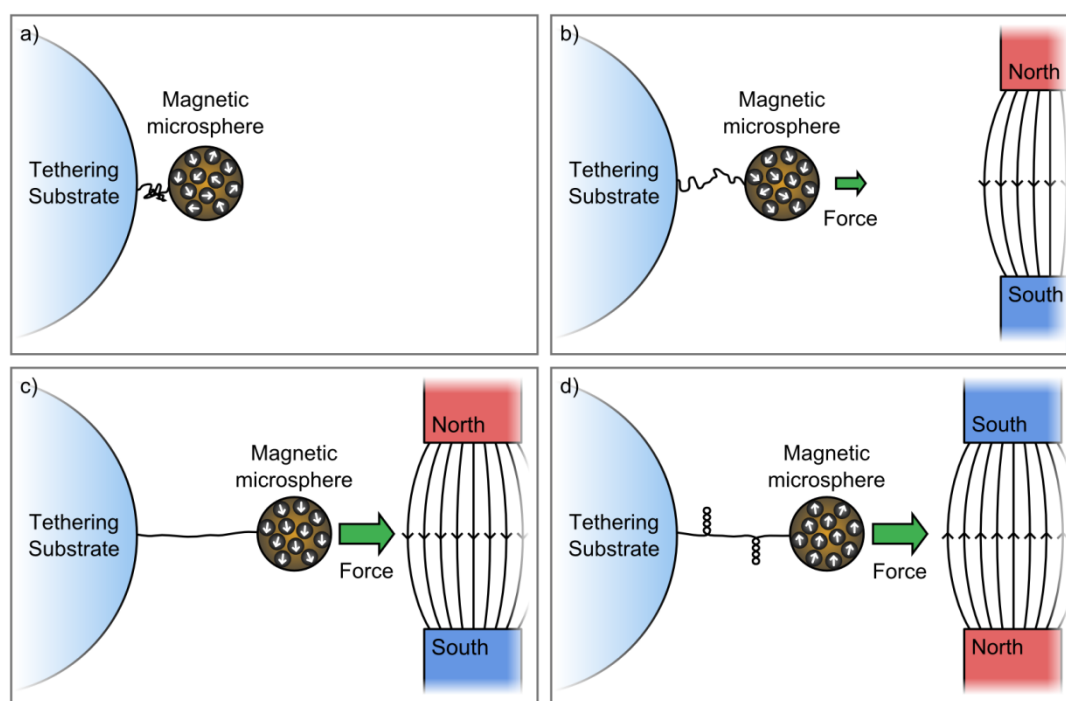 a)
Magnetic
microsphere
Tethering
Substrate
b)
North
Magnetic
microsphere
Tethering
Substrate
Force
South
c)
North
Magnetic
microsphere
Tethering
Substrate
Force
South
d)
South
Magnetic
microsphere
Tethering
Substrate
Force
North